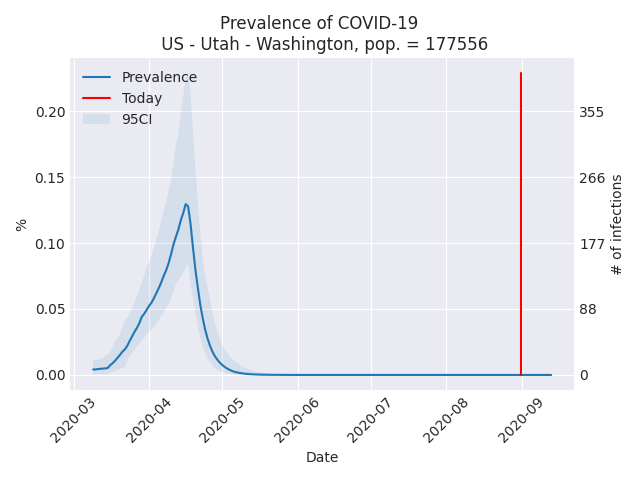 Prevalence of COVID-19
US - Utah - Washington, pop. = 177556
Prevalence
Today
95CI
0.20
0.15
0.10
0.05
0.00
%
355
266
177
88
0
# of infections
2020-03
2020-04
2020-05
2020-06
2020-07
2020-08
2020-09
Date